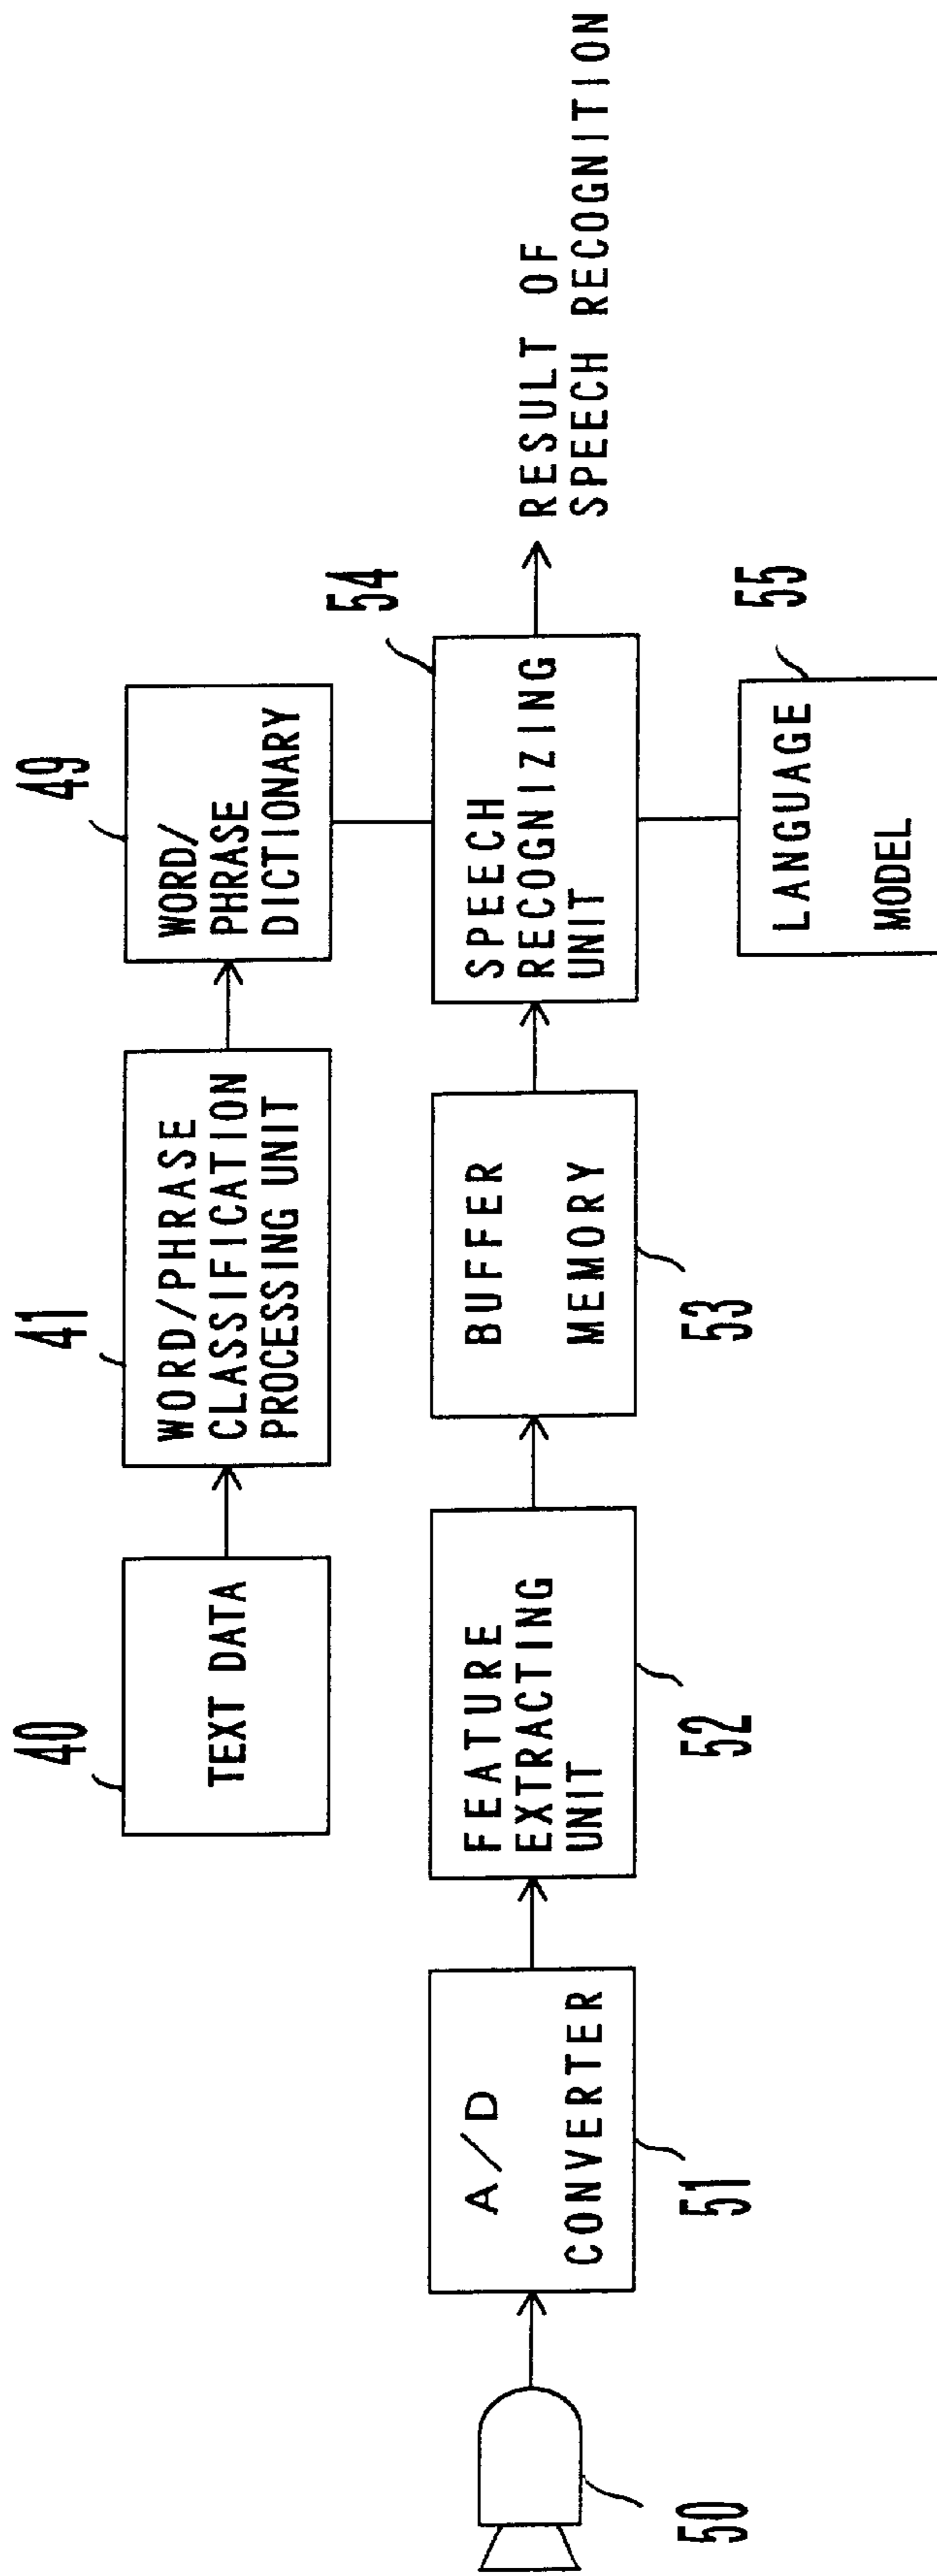 40
TEXT DATA
41
WORD/PHRASE
CLASSIFICATION
PROCESSING UNIT
49
WORD/
PHRASE
DICTIONARY
50
51
A/D
CONVERTER
52
FEATURE
EXTRACTING
UNIT
53
BUFFER
MEMORY
54
SPEECH
RECOGNIZING
UNIT
RESULT OF
SPEECH RECOGNITION
55
LANGUAGE
MODEL